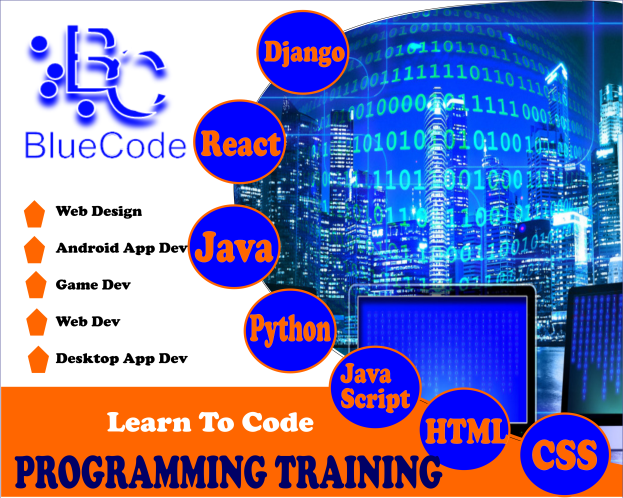 BC
BlueCode
Django
React
Java
Python
Java
Script
HTML
CSS
Web Design
Android App Dev
Game Dev
Web Dev
Desktop App Dev
Learn To Code
PROGRAMMING TRAINING